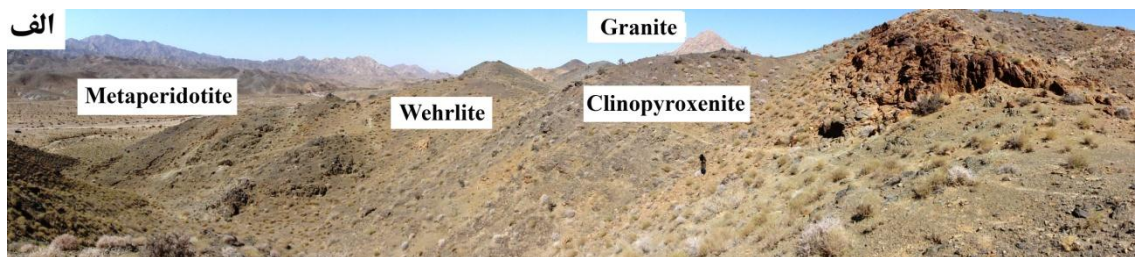 الف
Granite
Metaperidotite
Wehrlite
Clinopyroxenite